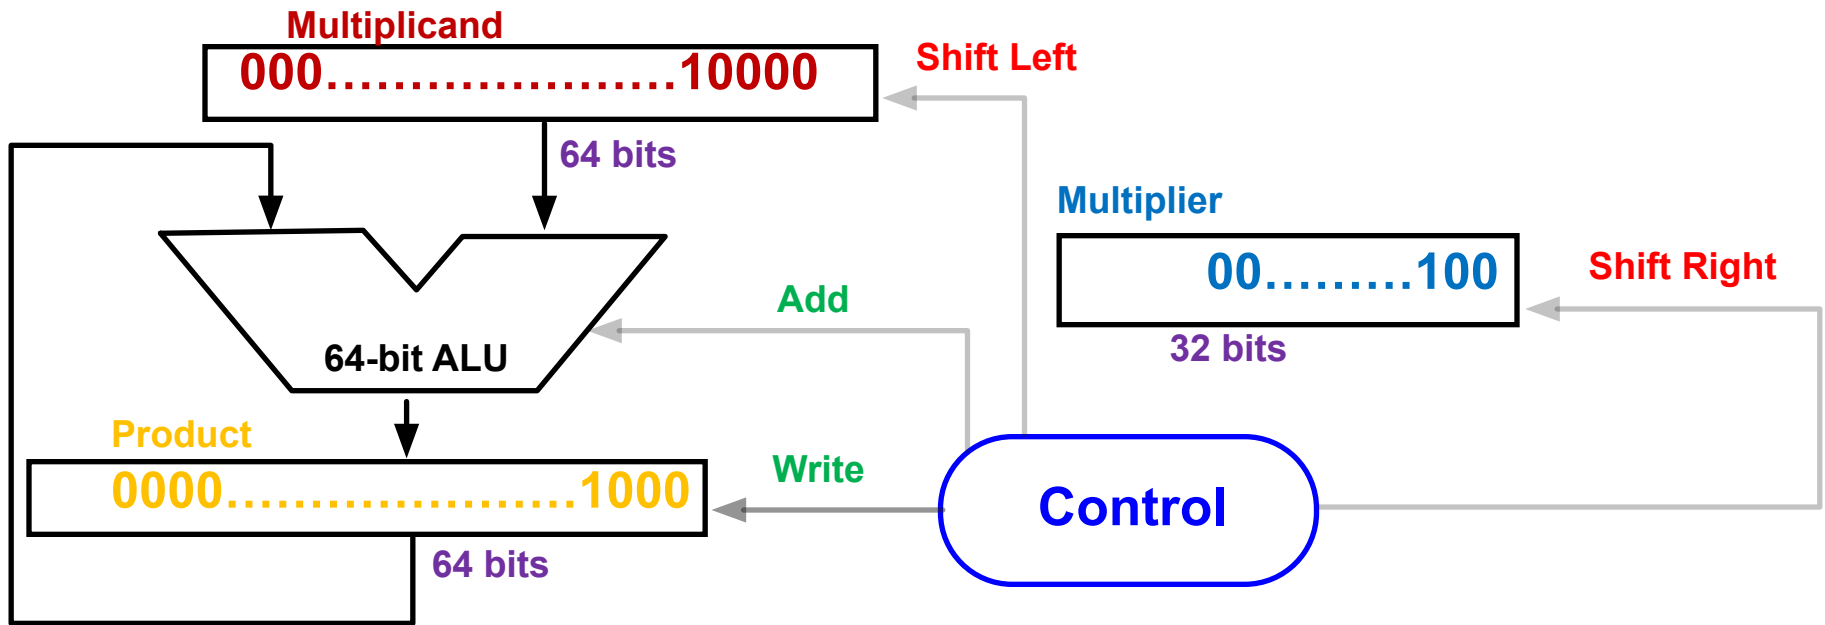 Multiplicand
000......................10000
Shift Left
64 bits
Multiplier
00.........100
Shift Right
32 bits
Add
64-bit ALU
Product
0000......................1000
Write
Control
64 bits